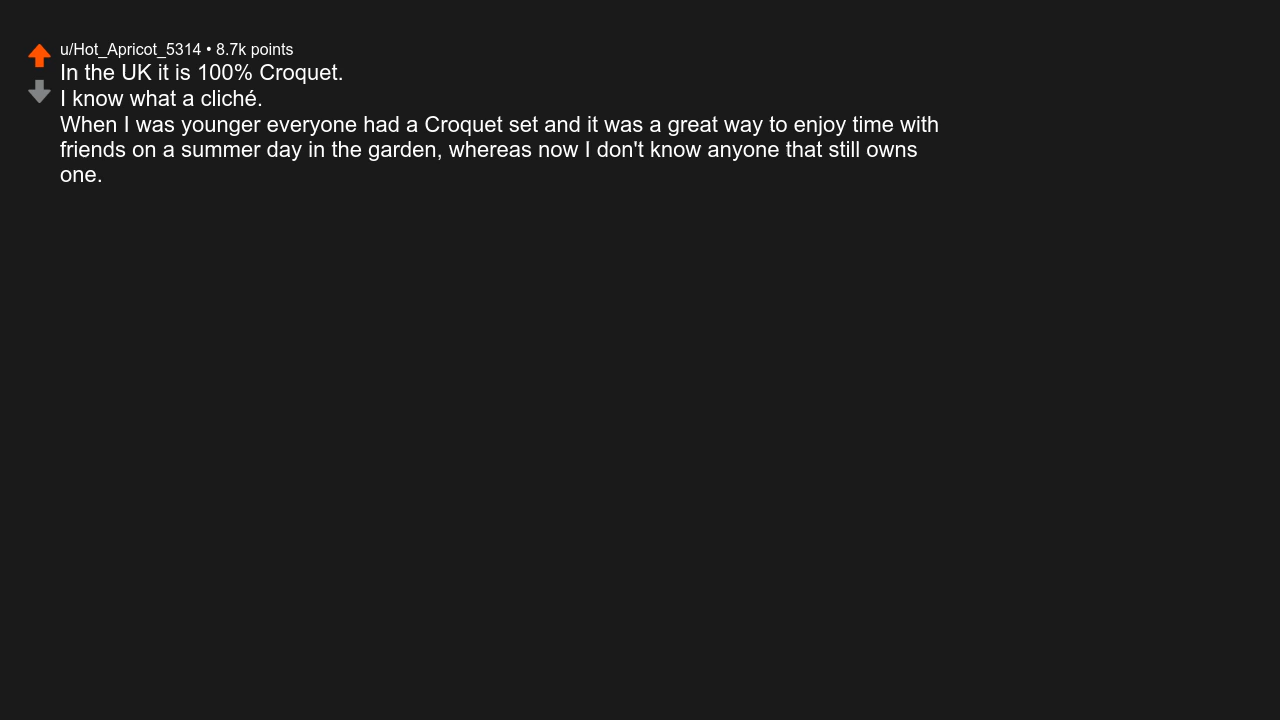 u/Hot_Apricot_5314 • 8.7k points
In the UK it is 100% Croquet.
I know what a cliché.
When I was younger everyone had a Croquet set and it was a great way to enjoy time with
friends on a summer day in the garden, whereas now I don't know anyone that still owns
one.